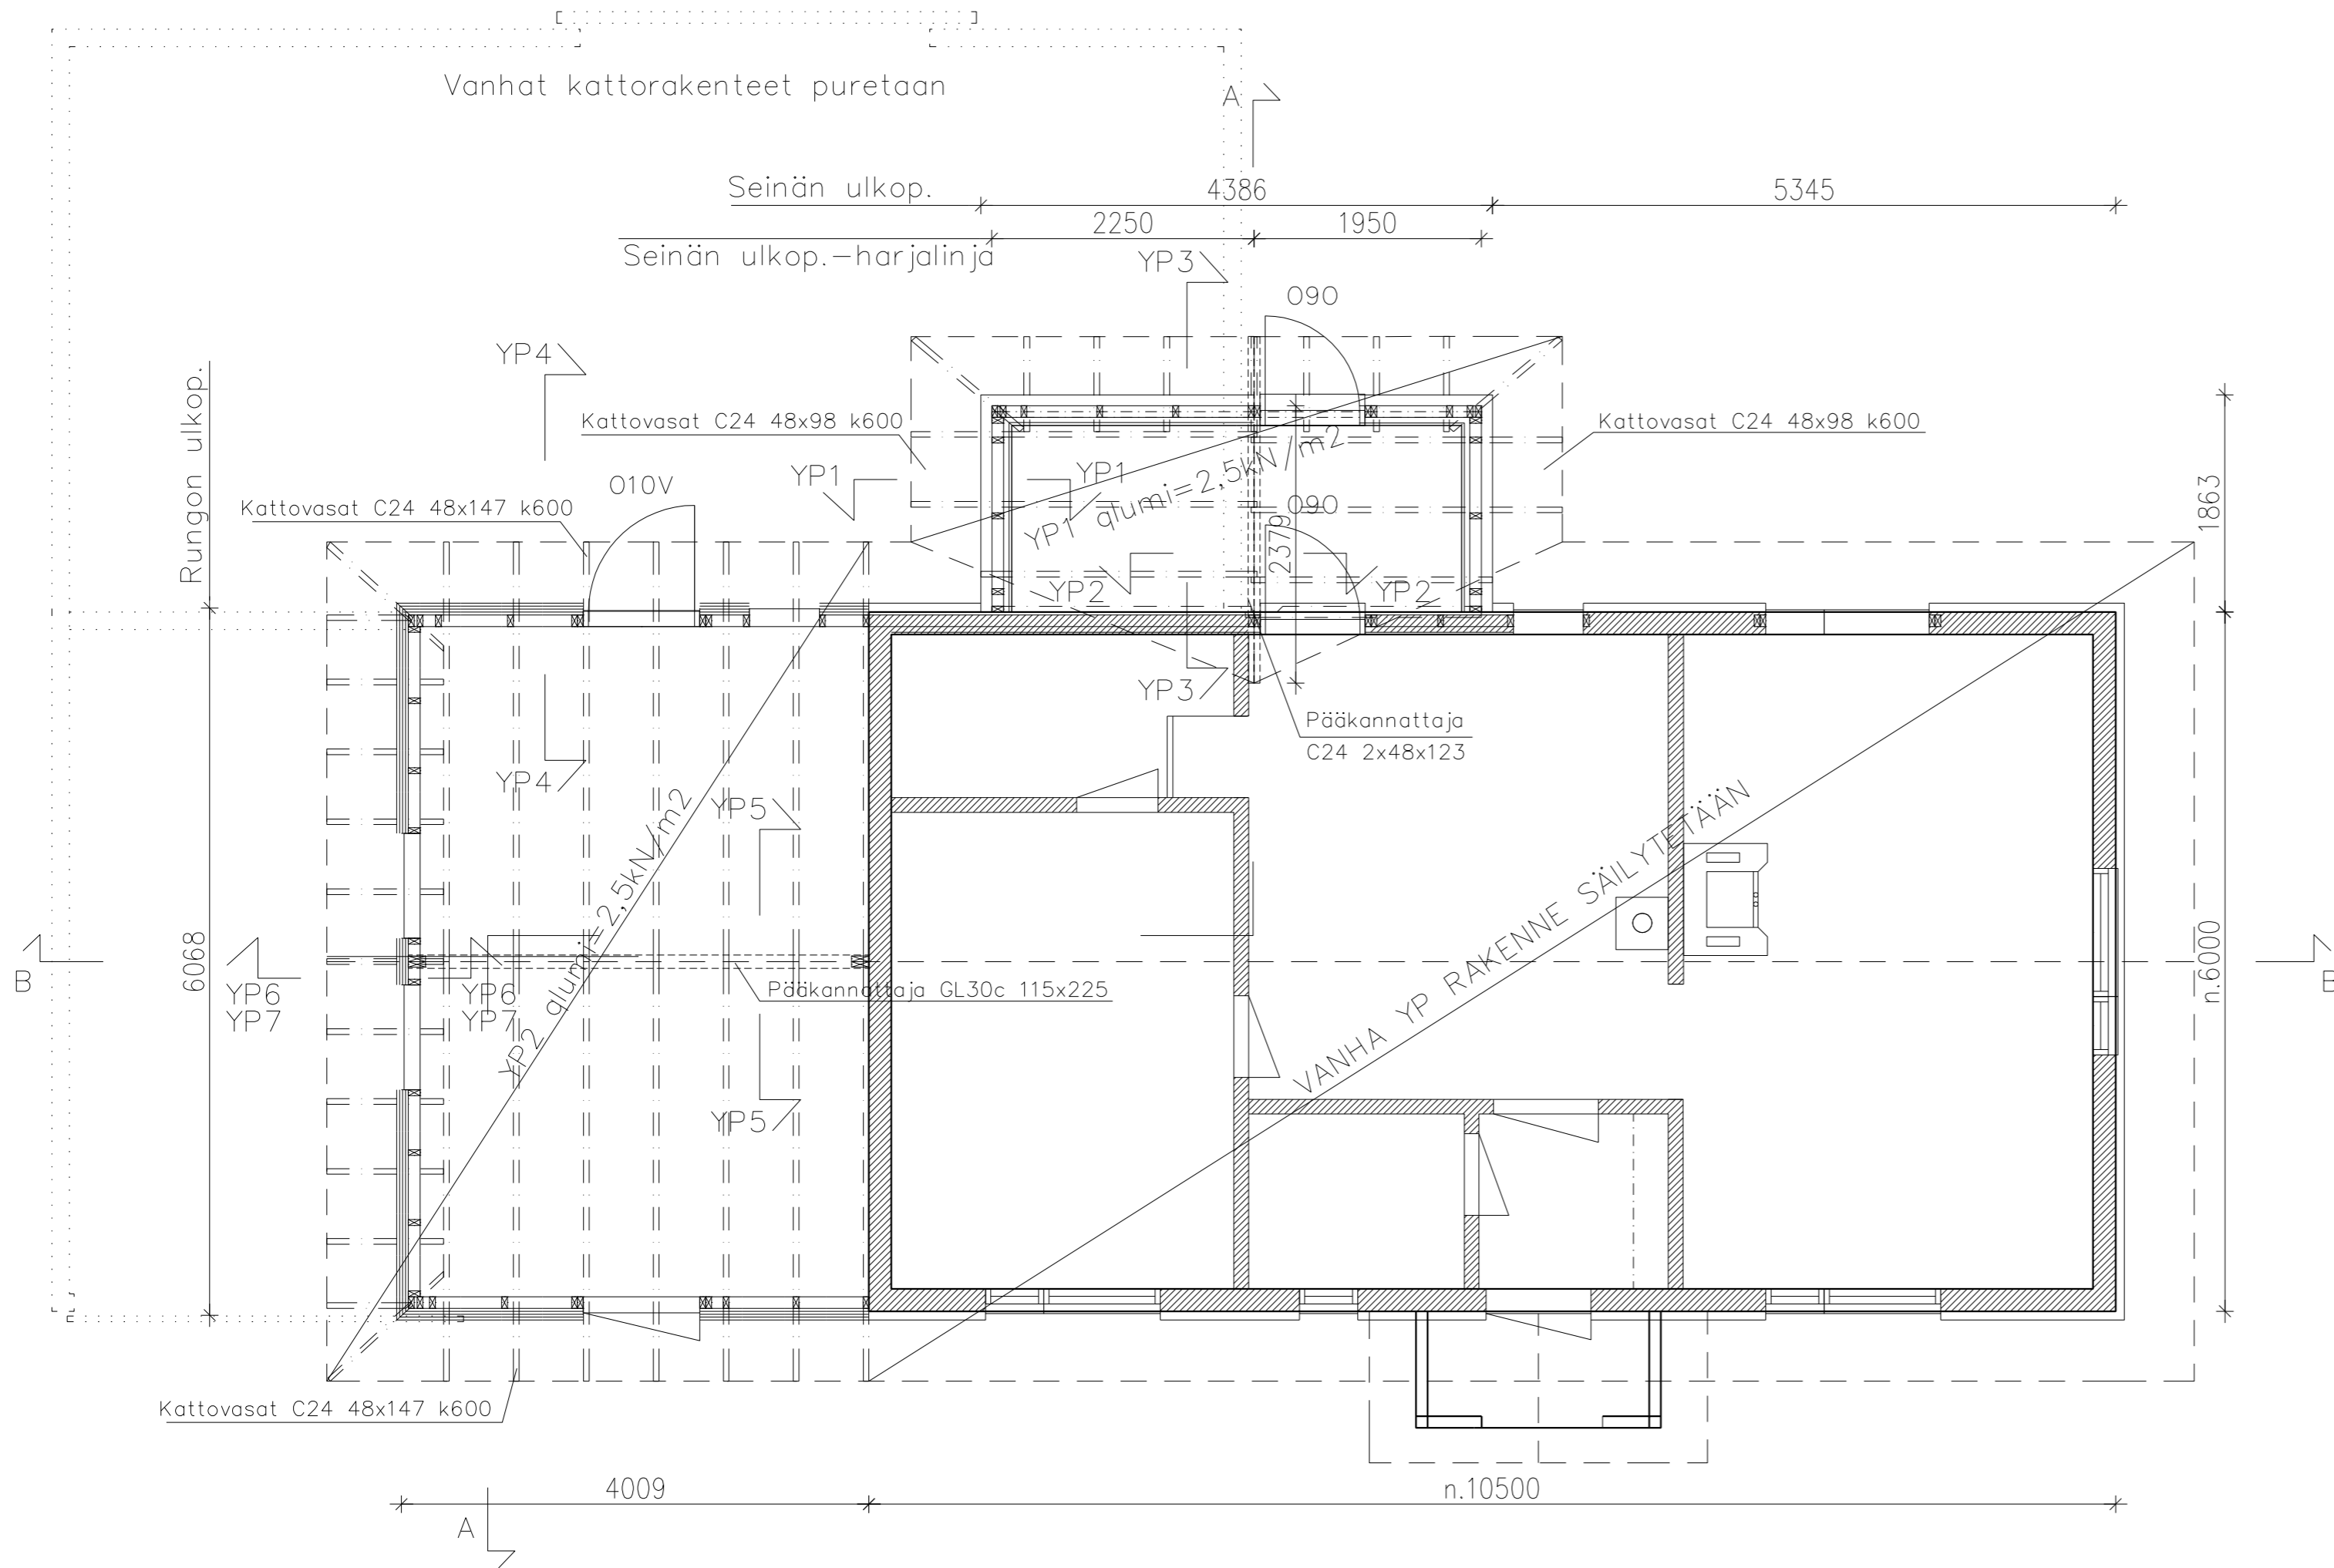 Vanhat kattorakenteet puretaan
A
Seinän ulkop.
4386
5345
2250
1950
Seinän ulkop.-harjalinja
YP3
O9O
YP4
Rungon ulkop.
Kattovasat C24 48x98 k600
Kattovasat C24 48x98 k600
YP1
YP1
YP1 qlumi=2,5kN/m2
O10V
Kattovasat C24 48x147 k600
O9O
2379
1863
YP2
YP2
YP3
Pääkannattaja
C24 2x48x123
YP4
YP5
YP2 qlumi=2,5kN/m2
VANHA YP RAKENNE SÄILYTETÄÄN
6068
n.6000
B
B
YP6
YP7
YP6
YP7
Pääkannattaja GL30c 115x225
YP5
Kattovasat C24 48x147 k600
4009
n.10500
A